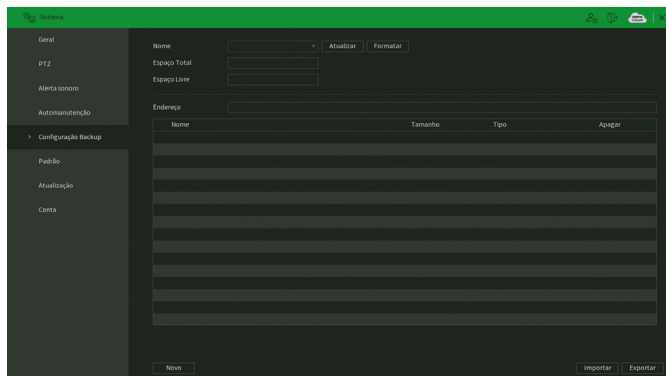 Sistema
Geral
PTZ
Alerta sonoro
Automanutenção
> Configuração Backup
Padrão
Atualização
Conta
Nome Atualizar Formatar
Espaço Total
Espaço Livre
Endereço
Nome Tamanho Tipo Apagar
Novo Importar Exportar